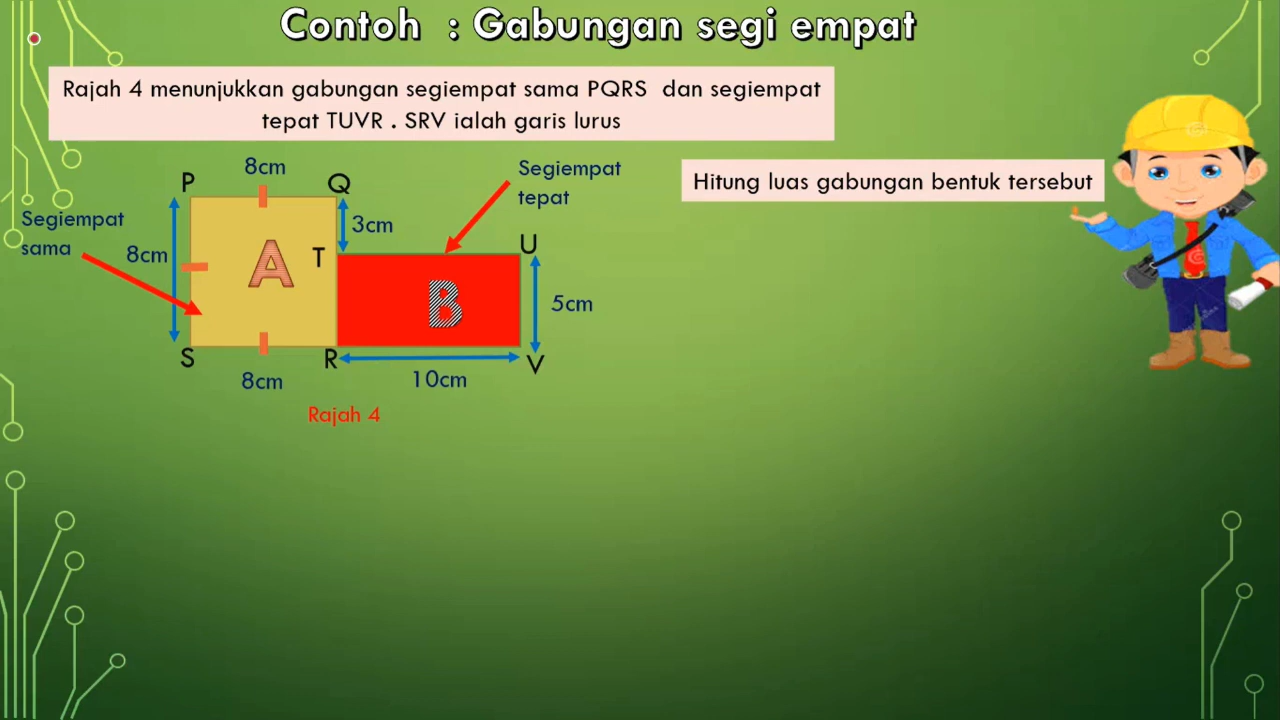 Contoh : Gabungan segi empat
Rajah 4 menunjukkan gabungan segiempat sama PQRS dan segiempat
tepat TUVR . SRV ialah garis lurus
Hitung luas gabungan bentuk tersebut
8cm
Segiempat
tepat
P
Q
Segiempat
sama
8cm
3cm
A
T
U
B
5cm
S
R
V
8cm
10cm
Rajah 4